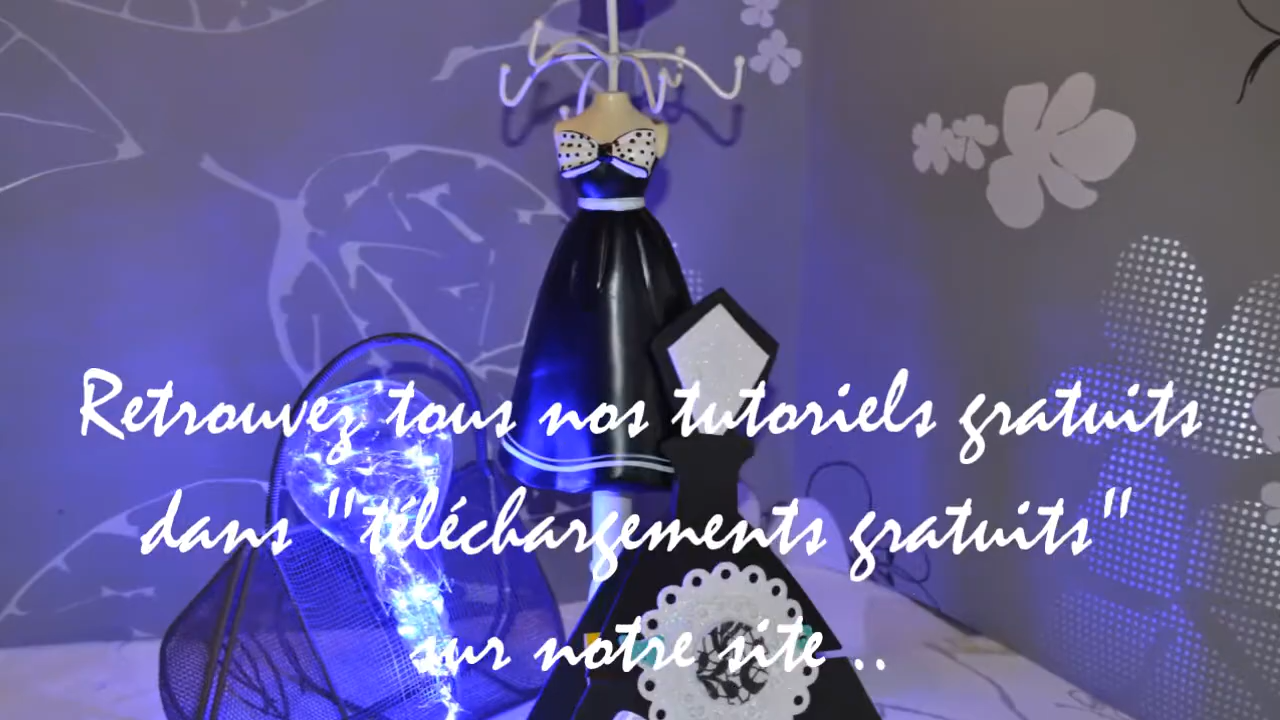 Retrouvez tous nos tutoriels gratuits
dans "téléchargements gratuits"
sur notre site ..